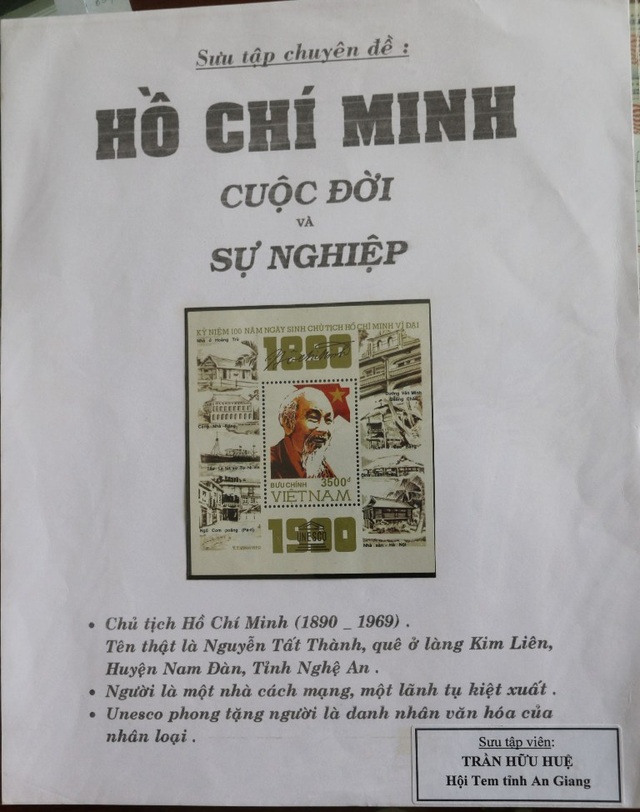 Sưu tập chuyên đề :
HỒ CHÍ MINH
CUỘC ĐỜI
VÀ
SỰ NGHIỆP
KỶ NIỆM 100 NĂM NGÀY SINH CHỦ TỊCH HỒ CHÍ MINH VĨ ĐẠI
1890
BƯU CHÍNH 3500đ
VIỆTNAM
1990
UNESCO
• Chủ tịch Hồ Chí Minh (1890 _ 1969) .
Tên thật là Nguyễn Tất Thành, quê ở làng Kim Liên,
Huyện Nam Đàn, Tỉnh Nghệ An .
• Người là một nhà cách mạng, một lãnh tụ kiệt xuất .
• Unesco phong tặng người là danh nhân văn hóa của
nhân loại .
Sưu tập viên:
TRẦN HỮU HUỆ
Hội Tem tỉnh An Giang